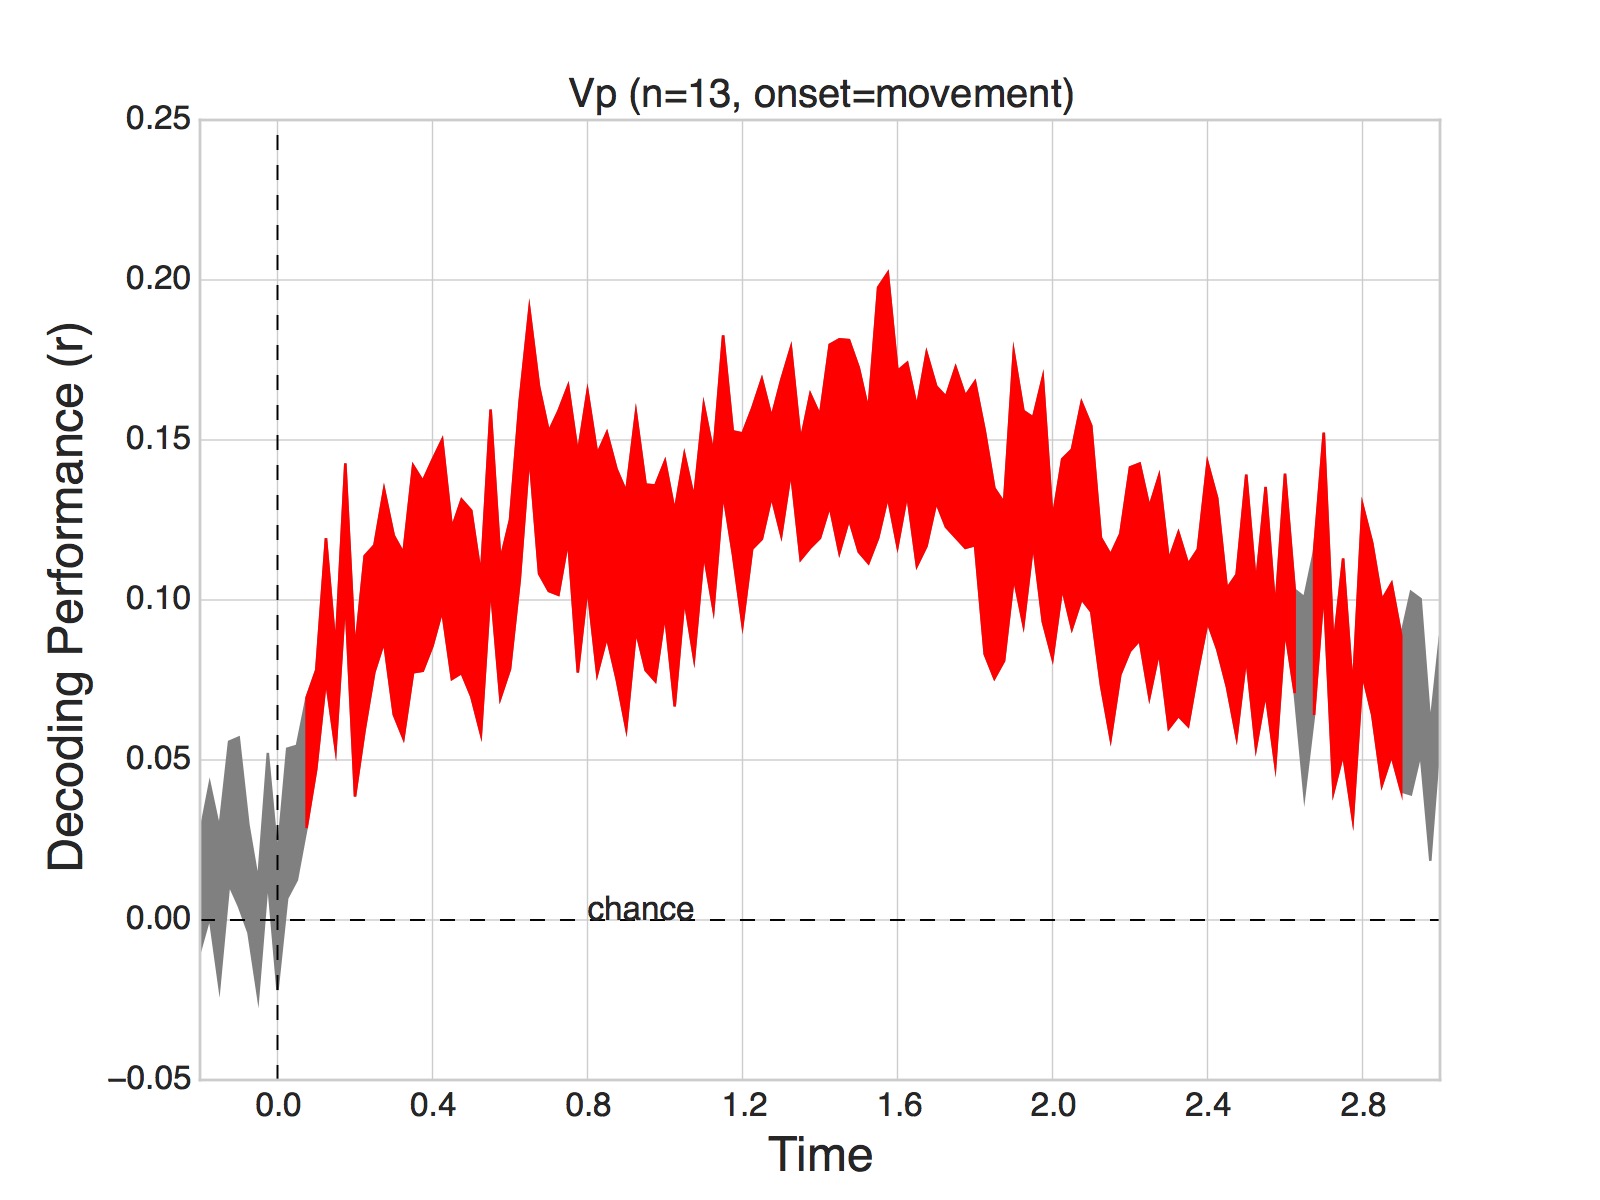 Vp (n=13, onset=movement)
0.25
0.20
0.15
0.10
0.05
0.00
−0.05
Decoding Performance (r)
chance
0.0 0.4 0.8 1.2 1.6 2.0 2.4 2.8
Time